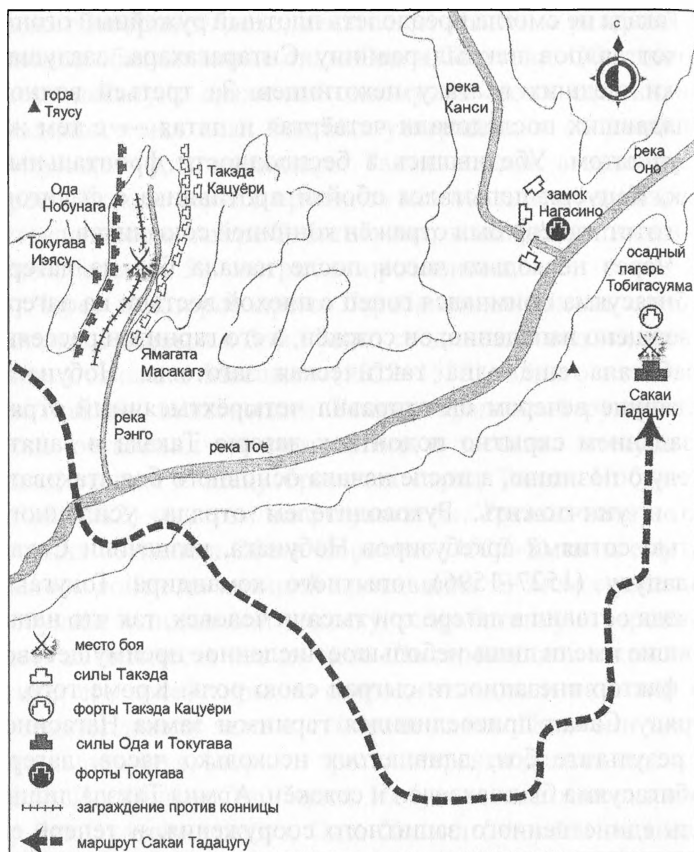 гора
Тяусу
Ода
Нобунага
Токугава
Иэясу
Такэда
Кацуёри
Ямагата
Масакагэ
река
Рэнго
река Тоё
река
Канси
замок
Нагасино
река
Оно
осадный
лагерь
Тобигасуяма
Сакаи
Тадацугу
место боя
силы Такэда
форты Такэда Кацуёри
силы Ода и Токугава
форты Токугава
заграждение против конницы
маршрут Сакаи Тадацугу